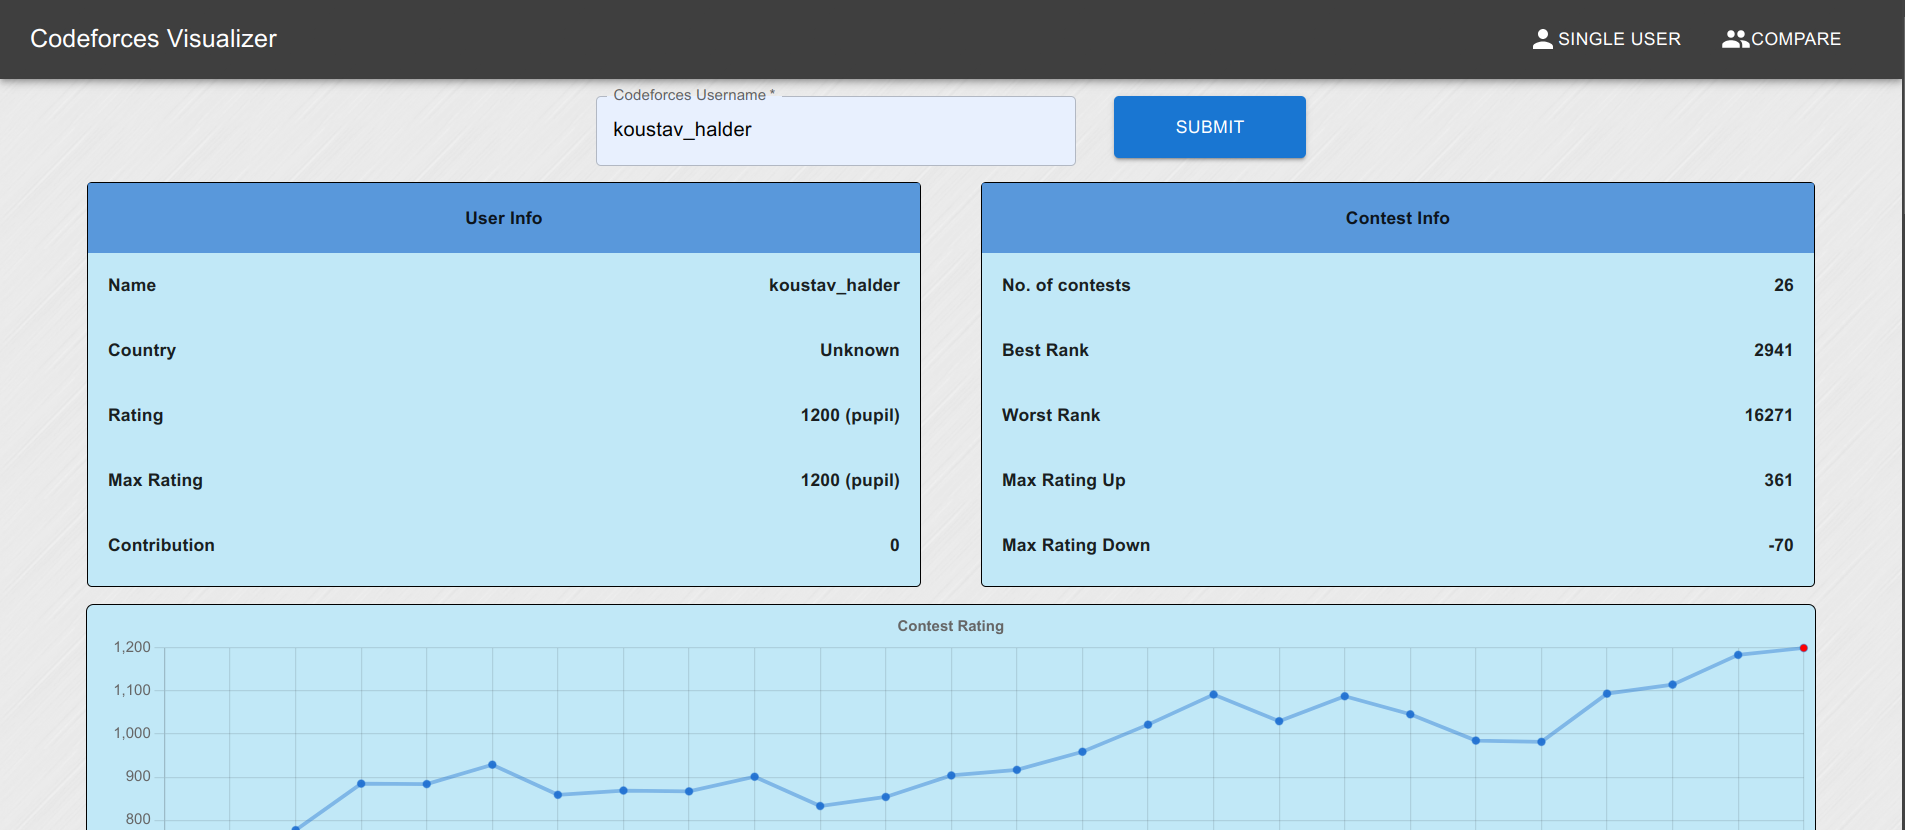 Codeforces Visualizer
SINGLE USER
COMPARE
Codeforces Username *
koustav_halder
SUBMIT
User Info
Name koustav_halder
Country Unknown
Rating 1200 (pupil)
Max Rating 1200 (pupil)
Contribution 0
Contest Info
No. of contests 26
Best Rank 2941
Worst Rank 16271
Max Rating Up 361
Max Rating Down -70
Contest Rating
1,200
1,100
1,000
900
800